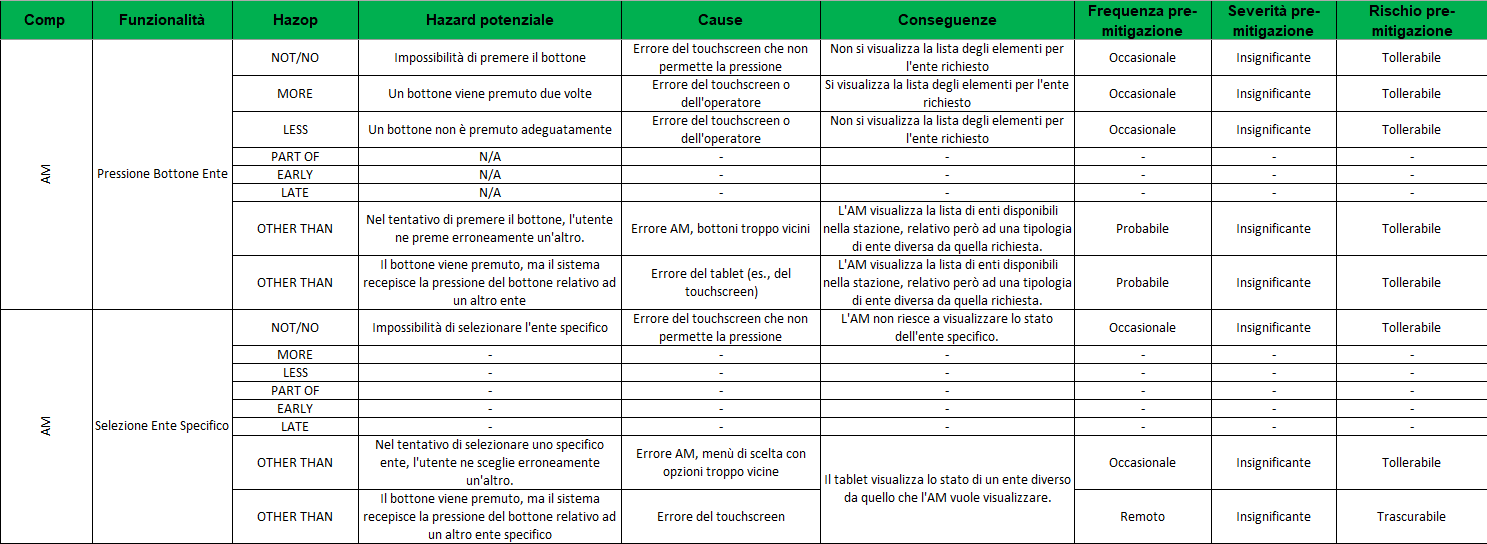 Comp Funzionalità Hazop Hazard potenziale Cause Conseguenze Frequenza pre-mitigazione Severità pre-mitigazione Rischio pre-mitigazione
AM
Pressione Bottone Ente
NOT/NO Impossibilità di premere il bottone Errore del touchscreen che non permette la pressione Non si visualizza la lista degli elementi per l'ente richiesto Occasionale Insignificante Tollerabile
MORE Un bottone viene premuto due volte Errore del touchscreen o dell'operatore Si visualizza la lista degli elementi per l'ente richiesto Occasionale Insignificante Tollerabile
LESS Un bottone non è premuto adeguatamente Errore del touchscreen o dell'operatore Non si visualizza la lista degli elementi per l'ente richiesto Occasionale Insignificante Tollerabile
PART OF N/A - - - - -
EARLY N/A - - - - -
LATE N/A - - - - -
OTHER THAN Nel tentativo di premere il bottone, l'utente ne preme erroneamente un'altro. Errore AM, bottoni troppo vicini L'AM visualizza la lista di enti disponibili nella stazione, relativo però ad una tipologia di ente diversa da quella richiesta. Probabile Insignificante Tollerabile
OTHER THAN Il bottone viene premuto, ma il sistema recepisce la pressione del bottone relativo ad un altro ente Errore del tablet (es., del touchscreen) L'AM visualizza la lista di enti disponibili nella stazione, relativo però ad una tipologia di ente diversa da quella richiesta. Probabile Insignificante Tollerabile
AM
Selezione Ente Specifico
NOT/NO Impossibilità di selezionare l'ente specifico Errore del touchscreen che non permette la pressione L'AM non riesce a visualizzare lo stato dell'ente specifico. Occasionale Insignificante Tollerabile
MORE - - - - - -
LESS - - - - - -
PART OF - - - - - -
EARLY - - - - - -
LATE - - - - - -
OTHER THAN Nel tentativo di selezionare uno specifico ente, l'utente ne sceglie erroneamente un'altro. Errore AM, menù di scelta con opzioni troppo vicine Il tablet visualizza lo stato di un ente diverso da quello che l'AM vuole visualizzare. Occasionale Insignificante Tollerabile
OTHER THAN Il bottone viene premuto, ma il sistema recepisce la pressione del bottone relativo ad un altro ente specifico Errore del touchscreen Remoto Insignificante Trascurabile